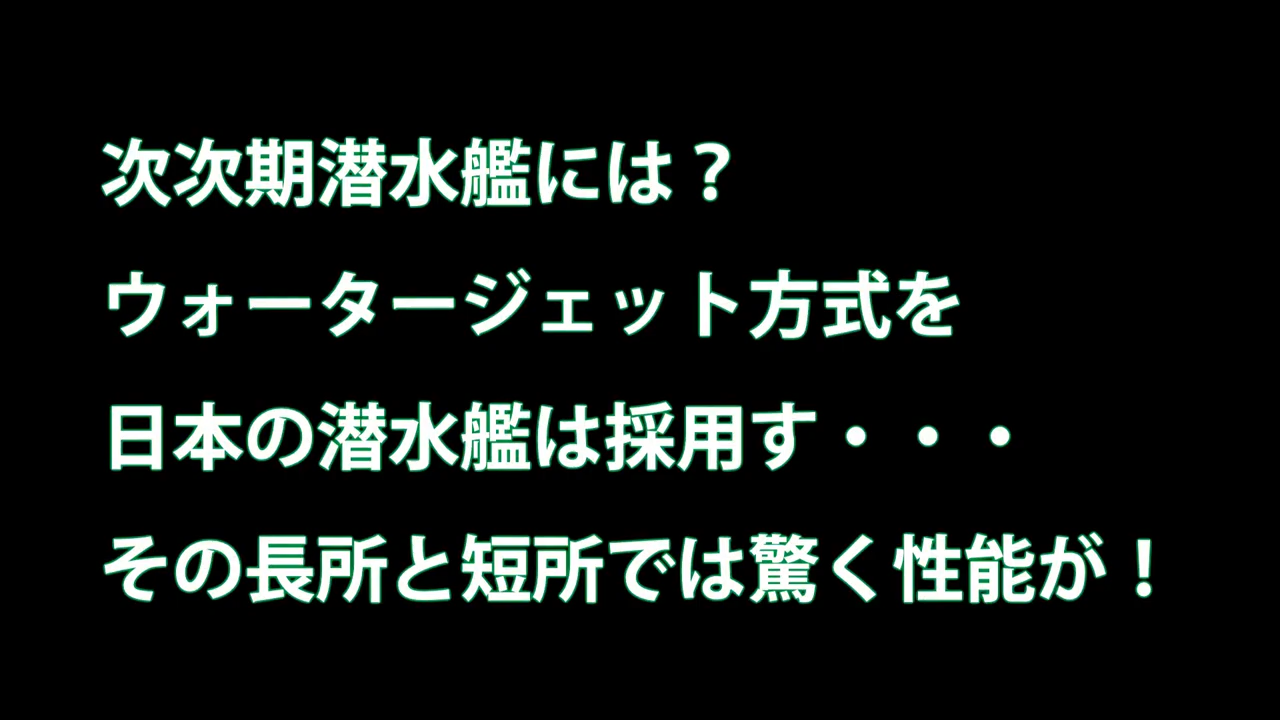 次次期潜水艦には？
ウォータージェット方式を
日本の潜水艦は採用す・・・
その長所と短所では驚く性能が！